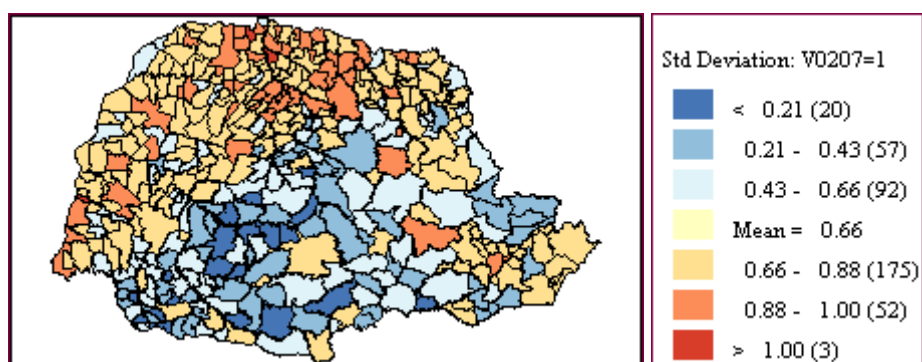 Std Deviation: V0207=1
< 0.21 (20)
0.21 - 0.43 (57)
0.43 - 0.66 (92)
Mean = 0.66
0.66 - 0.88 (175)
0.88 - 1.00 (52)
> 1.00 (3)